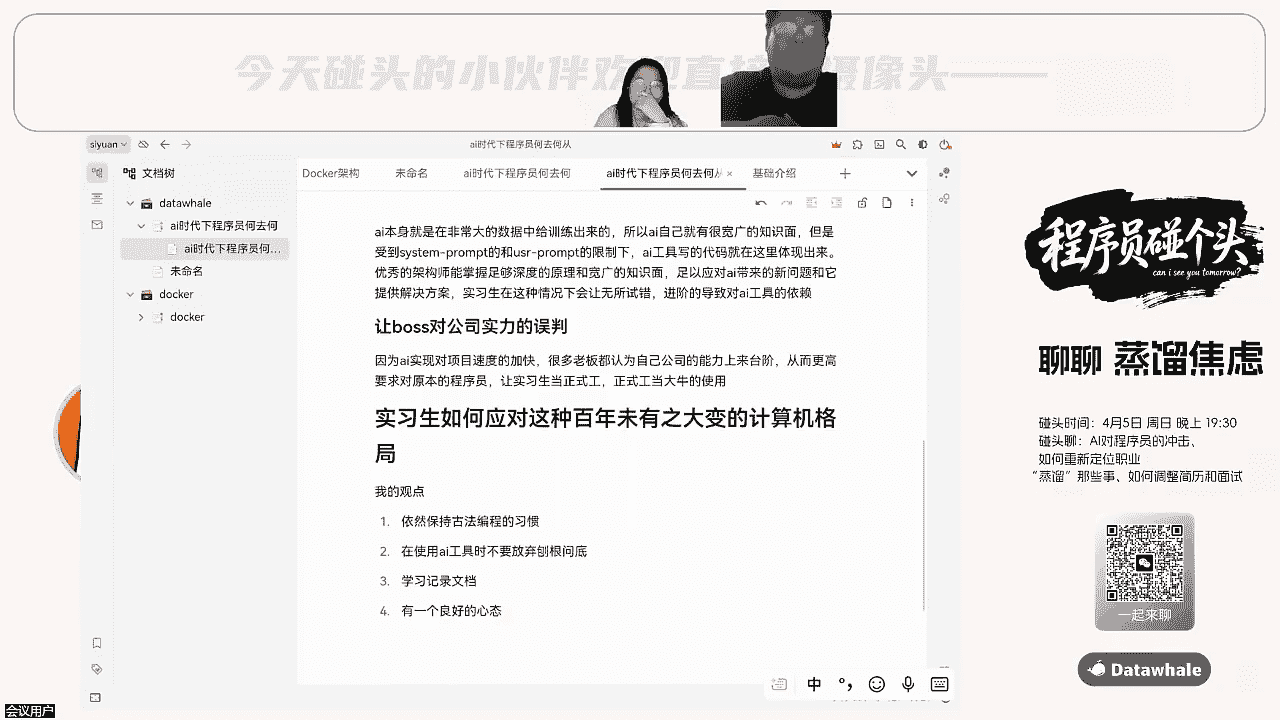 今天碰头的小伙伴欢迎直接
摄像头——
siyuan
ai时代下程序员何去何从
文档树
datawhale
ai时代下程序员何去何
ai时代下程序员何...
未命名
docker
docker
Docker架构
未命名
ai时代下程序员何去何
ai时代下程序员何去何从
基础介绍
ai本身就是在非常大的数据中给训练出来的，所以ai自己就有很宽广的知识面，但是
受到system-prompt的和usr-prompt的限制下，ai工具写的代码就在这里体现出来。
优秀的架构师能掌握足够深度的原理和宽广的知识面，足以应对ai带来的新问题和它
提供解决方案，实习生在这种情况下会让无所试错，进阶的导致对ai工具的依赖
让boss对公司实力的误判
因为ai实现对项目速度的加快，很多老板都认为自己公司的能力上来台阶，从而更高
要求对原本的程序员，让实习生当正式工，正式工当大牛的使用
实习生如何应对这种百年未有之大变的计算机格
局
我的观点
1. 依然保持古法编程的习惯
2. 在使用ai工具时不要放弃刨根问底
3. 学习记录文档
4. 有一个良好的心态
中
程序员碰个头
can i see you tomorrow?
聊聊 蒸馏焦虑
碰头时间：4月5日 周日 晚上 19:30
碰头聊：AI对程序员的冲击、
如何重新定位职业
“蒸馏”那些事、如何调整简历和面试
一起来聊
Datawhale
会议用户